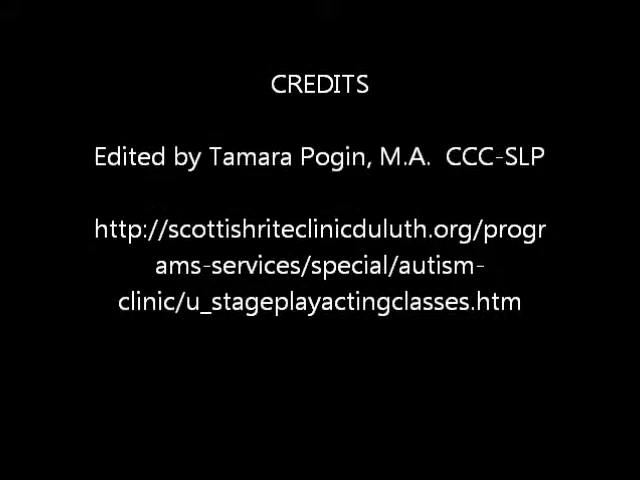 CREDITS
Edited by Tamara Pogin, M.A.  CCC-SLP
http://scottishriteclinicduluth.org/progr
ams-services/special/autism-
clinic/u_stageplayactingclasses.htm